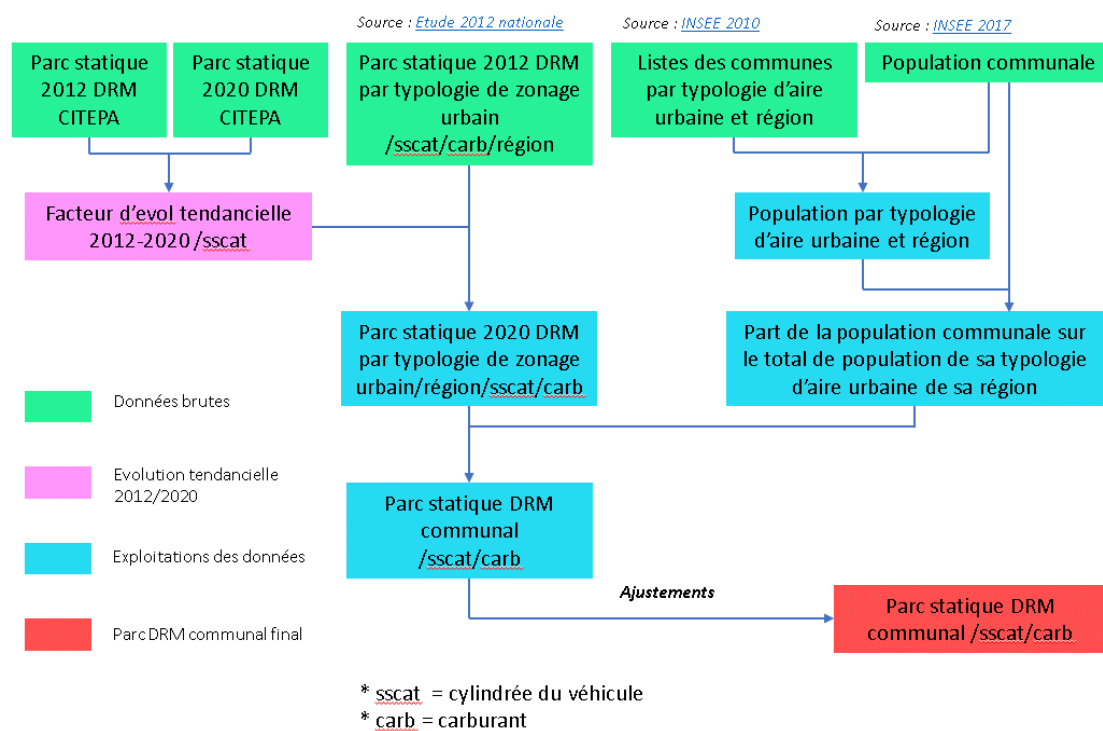 Source : Etude 2012 nationale
Source : INSEE 2010
Source : INSEE 2017
Parc statique
2012 DRM
CITEPA
Parc statique
2020 DRM
CITEPA
Parc statique 2012 DRM
par typologie de zonage
urbain
/sscat/carb/région
Listes des communes
par typologie d’aire
urbaine et région
Population communale
Facteur d’evol tendancielle
2012-2020 /sscat
Population par typologie
d’aire urbaine et région
Parc statique 2020 DRM
par typologie de zonage
urbain/région/sscat/carb
Part de la population communale sur
le total de population de sa typologie
d’aire urbaine de sa région
Données brutes
Evolution tendancielle
2012/2020
Exploitations des données
Parc DRM communal final
Parc statique DRM
communal
/sscat/carb
Ajustements
Parc statique DRM
communal /sscat/carb
* sscat = cylindrée du véhicule
* carb = carburant